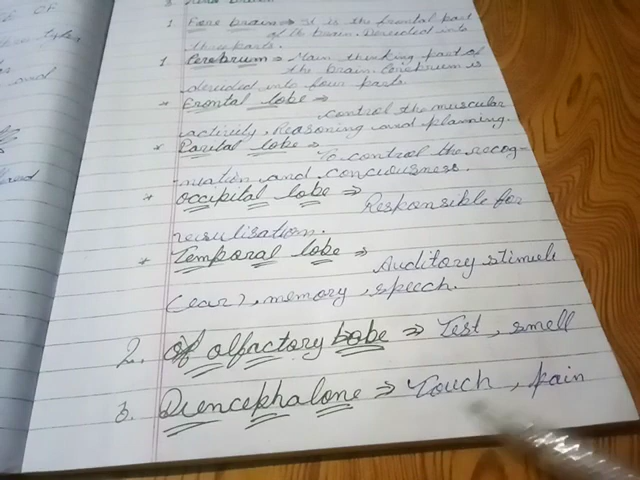 1 Fore brain ⇒ It is the frontal part
of the brain. Devided into
three parts.
1. Cerebrum ⇒ Main thinking part of
the brain. Cerebrum is
devided into four parts.
* Frontal lobe ⇒ control the muscular
activity, Reasoning and planning.
* Parital lobe ⇒ To control the recog-
nization and conciousness.
* occipital lobe ⇒ Responsible for
visulisation.
* Temporal lobe ⇒ Auditory stimuli
(ear), memory, speech.
2. olfactory lobe ⇒ Test, smell
3. Diencephalone ⇒ Touch, pain